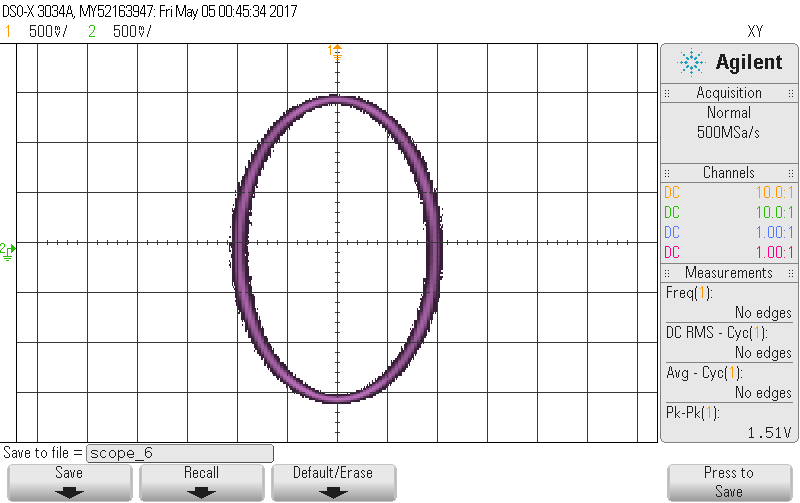 DSO-X 3034A, MY52163947: Fri May 05 00:45:34 2017
1 500mV/ 2 500mV/ XY
1
2
Agilent
Acquisition
Normal
500MSa/s
Channels
DC 10.0:1
DC 10.0:1
DC 1.00:1
DC 1.00:1
Measurements
Freq(1):
No edges
DC RMS - Cyc(1):
No edges
Avg - Cyc(1):
No edges
Pk-Pk(1):
1.51V
Save to file = scope_6
Save
Recall
Default/Erase
Press to
Save